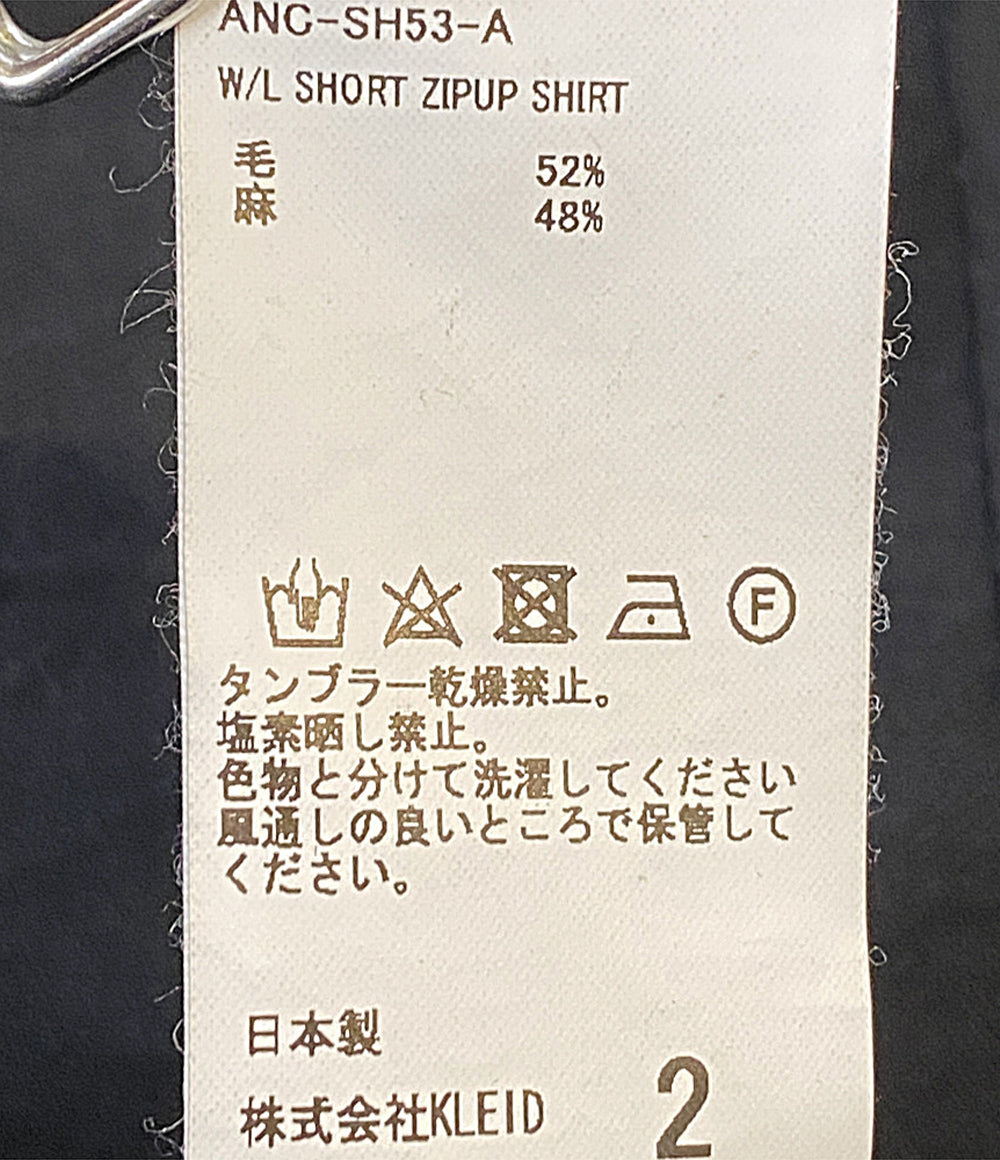 ANC-SH53-A
W/L SHORT ZIPUP SHIRT
毛 52%
麻 48%
F
タンブラー乾燥禁止。
塩素晒し禁止。
色物と分けて洗濯してください
風通しの良いところで保管して
ください。
日本製
株式会社KLEID 2